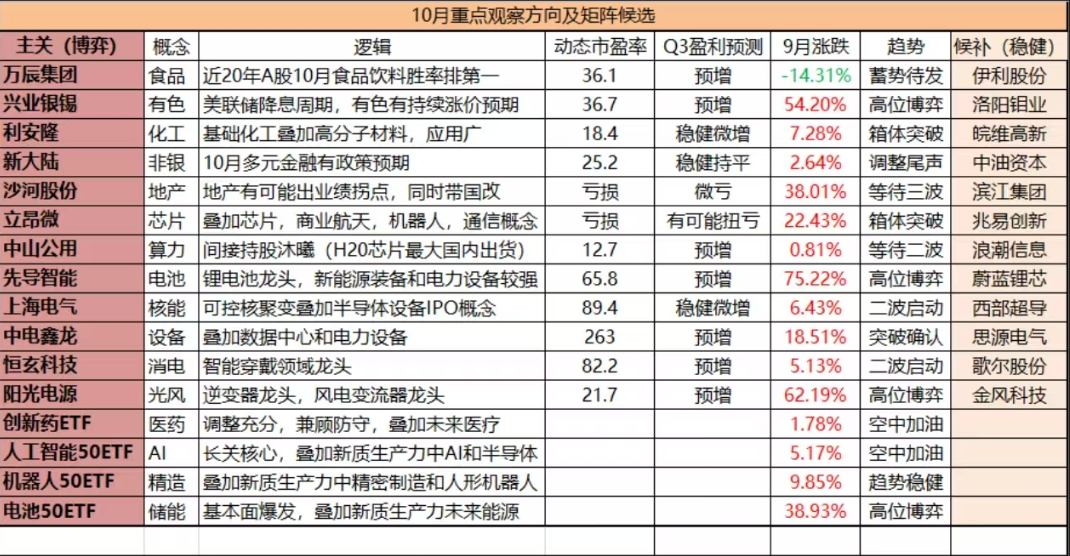 10月重点观察方向及矩阵候选
主关（博弈） 概念 逻辑 动态市盈率 Q3盈利预测 9月涨跌 趋势 候补（稳健）
万辰集团 食品 近20年A股10月食品饮料胜率排第一 36.1 预增 -14.31% 蓄势待发 伊利股份
兴业银锡 有色 美联储降息周期，有色有持续涨价预期 36.7 预增 54.20% 高位博弈 洛阳钼业
利安隆 化工 基础化工叠加高分子材料，应用广 18.4 稳健微增 7.28% 箱体突破 皖维高新
新大陆 非银 10月多元金融有政策预期 25.2 稳健持平 2.64% 调整尾声 中油资本
沙河股份 地产 地产有可能出业绩拐点，同时带国改 亏损 微亏 38.01% 等待三波 滨江集团
立昂微 芯片 叠加芯片，商业航天，机器人，通信概念 亏损 有可能扭亏 22.43% 箱体突破 兆易创新
中山公用 算力 间接持股沐曦（H20芯片最大国内出货） 12.7 预增 0.81% 等待二波 浪潮信息
先导智能 电池 锂电池龙头，新能源装备和电力设备较强 65.8 预增 75.22% 高位博弈 蔚蓝锂芯
上海电气 核能 可控核聚变叠加半导体设备IPO概念 89.4 稳健微增 6.43% 二波启动 西部超导
中电鑫龙 设备 叠加数据中心和电力设备 263 预增 18.51% 突破确认 思源电气
恒玄科技 消电 智能穿戴领域龙头 82.2 预增 5.13% 二波启动 歌尔股份
阳光电源 光风 逆变器龙头，风电变流器龙头 21.7 预增 62.19% 高位博弈 金风科技
创新药ETF 医药 调整充分，兼顾防守，叠加未来医疗 1.78% 空中加油
人工智能50ETF AI 长关核心，叠加新质生产力中AI和半导体 5.17% 空中加油
机器人50ETF 精造 叠加新质生产力中精密制造和人形机器人 9.85% 趋势稳健
电池50ETF 储能 基本面爆发，叠加新质生产力未来能源 38.93% 高位博弈